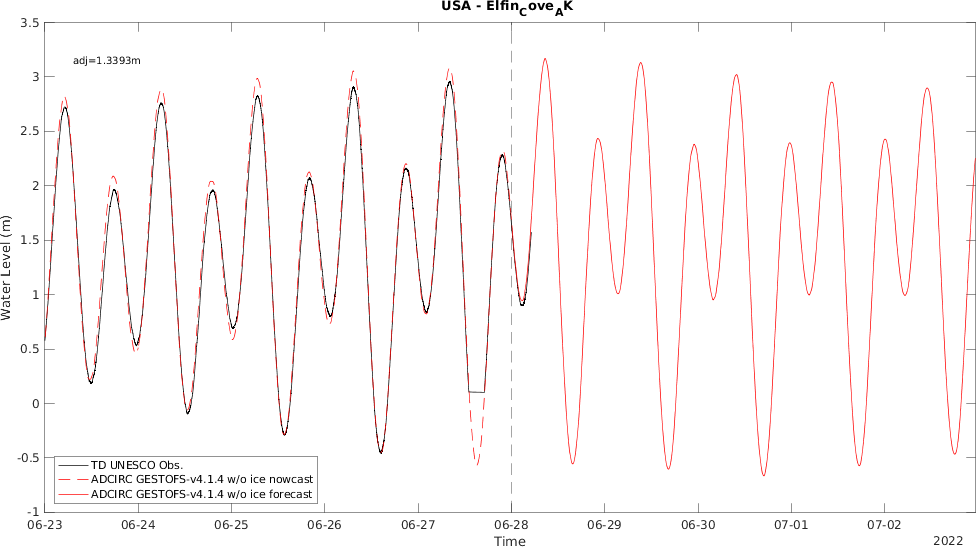 USA - ElfinCoveAK
adj=1.3393m
3.5
3
2.5
2
1.5
1
0.5
0
-0.5
-1
Water Level (m)
TD UNESCO Obs.
ADCIRC GESTOFS-v4.1.4 w/o ice nowcast
ADCIRC GESTOFS-v4.1.4 w/o ice forecast
06-23 06-24 06-25 06-26 06-27 06-28 06-29 06-30 07-01 07-02
Time
2022